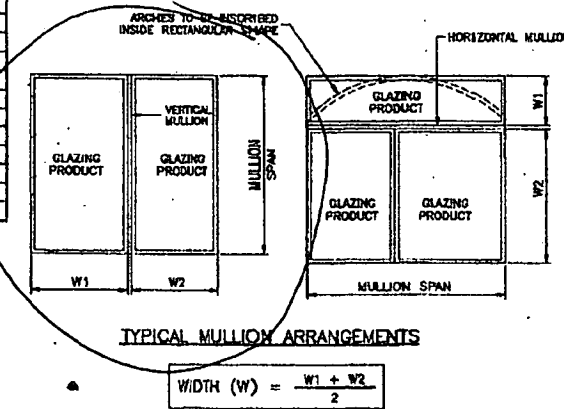 ARCHES TO BE INSCRIBED
INSIDE RECTANGULAR SHAPE
HORIZONTAL MULLION
GLAZING
PRODUCT
W1
VERTICAL
MULLION
GLAZING
PRODUCT
GLAZING
PRODUCT
MULLION
SPAN
GLAZING
PRODUCT
GLAZING
PRODUCT
W2
W1
W2
MULLION SPAN
TYPICAL MULLION ARRANGEMENTS
WIDTH (W) = W1 + W2
2